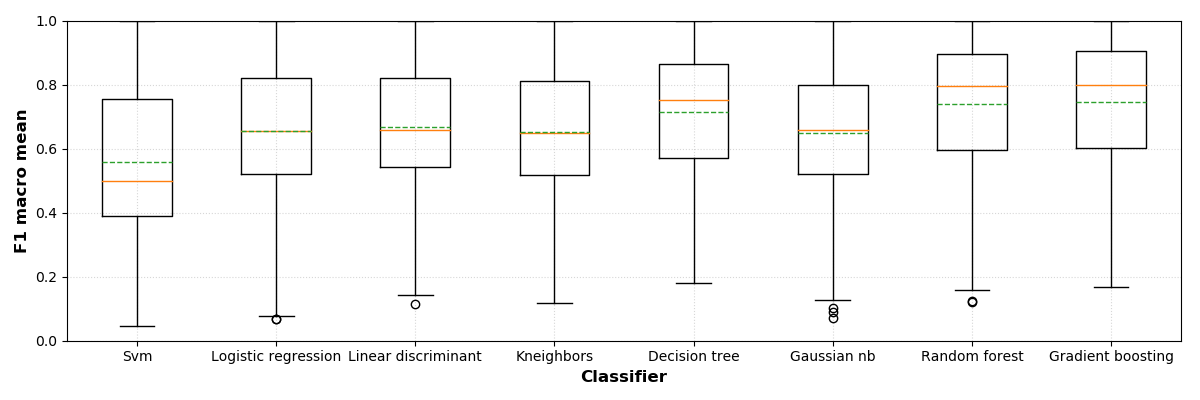 1.0
0.8
0.6
0.4
0.2
0.0
F1 macro mean
Svm
Logistic regression
Linear discriminant
Kneighbors
Decision tree
Gaussian nb
Random forest
Gradient boosting
Classifier